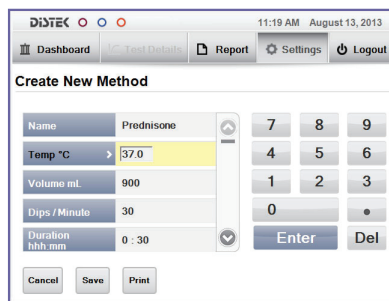 DISTEK
11:19 AM August 13, 2013
Dashboard Test Details Report Settings Logout
Create New Method
Name Prednisone
Temp °C > 37.0
Volume mL 900
Dips / Minute 30
Duration
hhh mm 0 : 30
7 8 9
4 5 6
1 2 3
0 .
Enter Del
Cancel Save Print